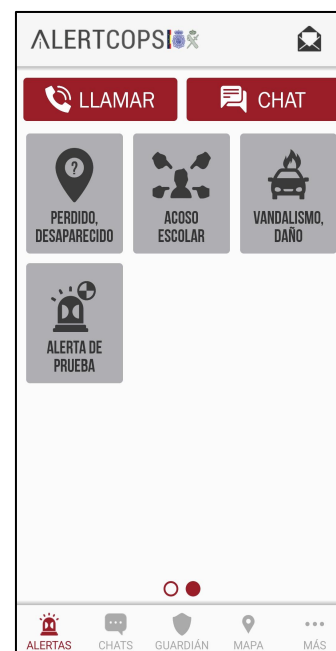 ALERTCOPS
LLAMAR
CHAT
PERDIDO,
DESAPARECIDO
ACOSO
ESCOLAR
VANDALISMO,
DAÑO
?
ALERTA DE
PRUEBA
ALERTAS
CHATS
GUARDIÁN
MAPA
MÁS